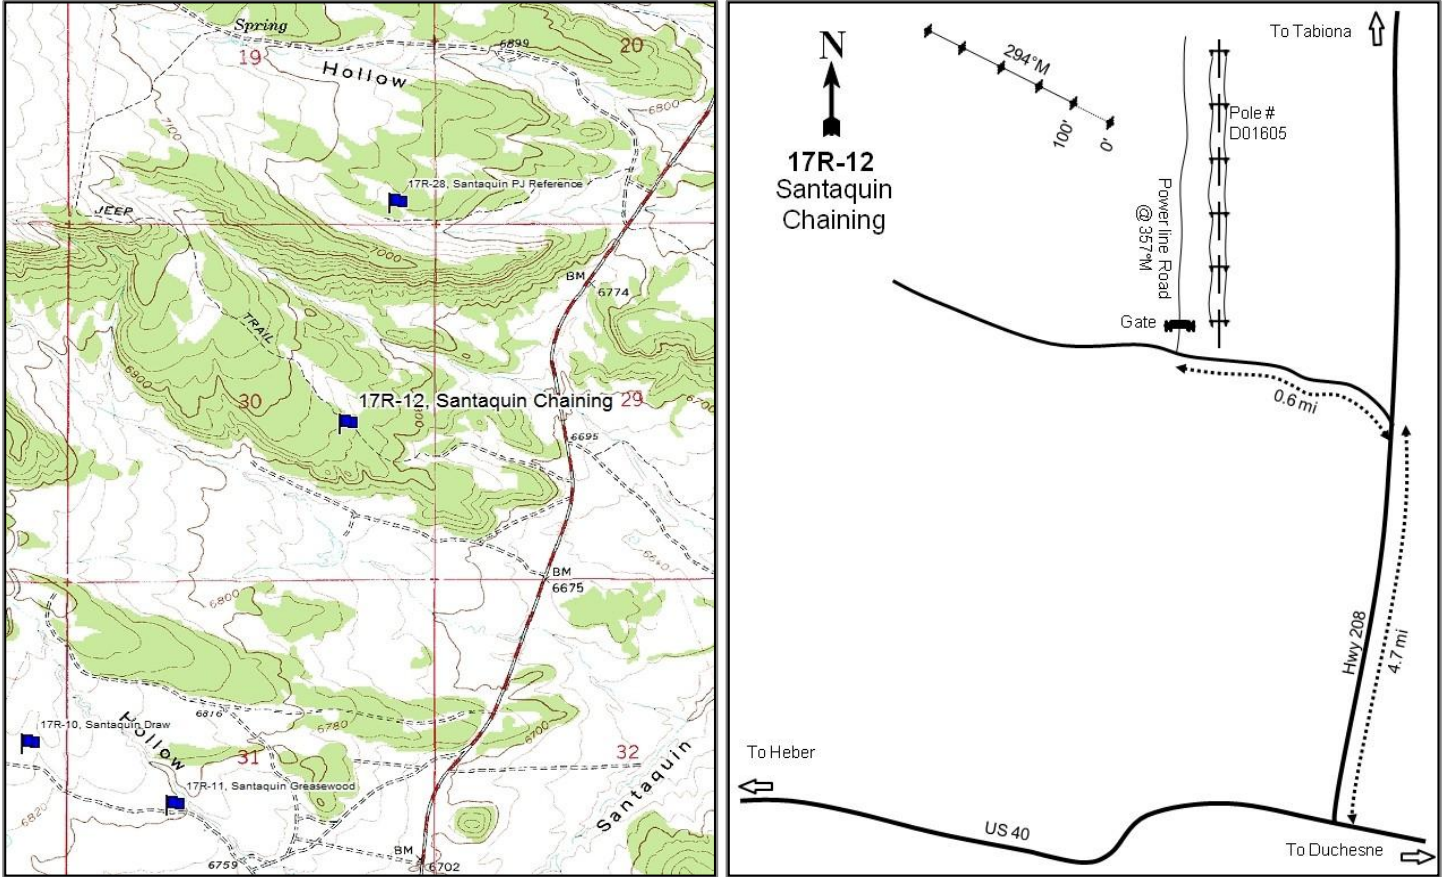 Spring
19
6899
20
Hollow
6800
7100
17R-28, Santaquin PJ Reference
JEEP
7000
BM
6774
TRAIL
6900
30
17R-12, Santaquin Chaining
29
6700
6695
BM
6675
6800
6816
6780
6700
17R-10, Santaquin Draw
Hollow
31
32
17R-11, Santaquin Greasewood
Santaquin
6820
6759
BM
6702
To Tabiona
N
294°M
100'
0'
Pole #
D01605
17R-12
Santaquin
Chaining
Powerline Road
@ 357°M
Gate
0.6 mi
Hwy 208
4.7 mi
To Heber
US 40
To Duchesne